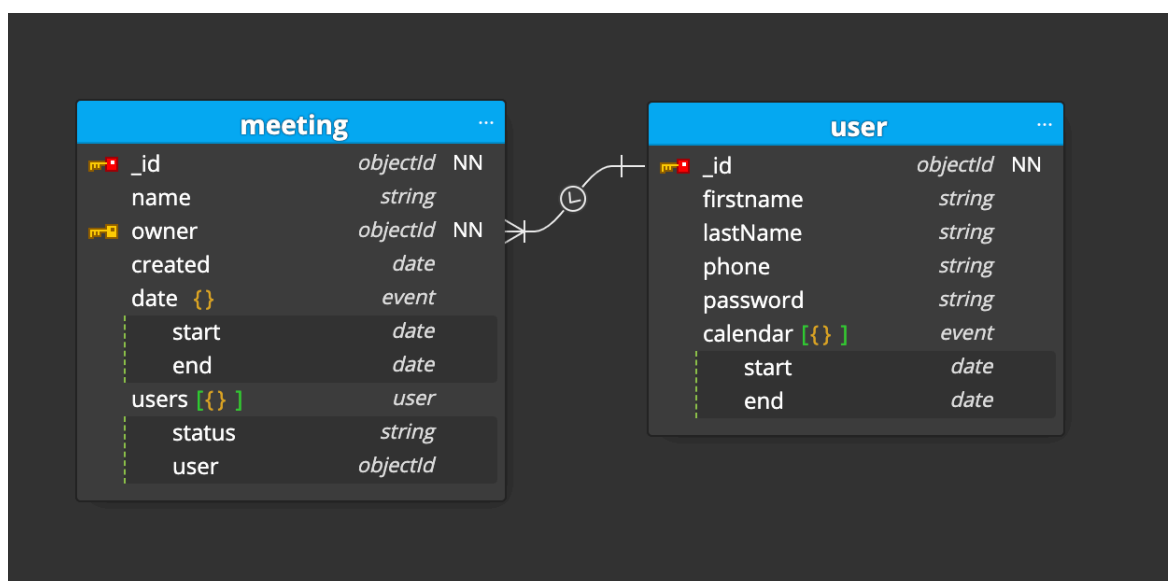 meeting ...
_id objectId NN
name string
owner objectId NN
created date
date {} event
start date
end date
users [{} ] user
status string
user objectId
user ...
_id objectId NN
firstname string
lastName string
phone string
password string
calendar [{} ] event
start date
end date